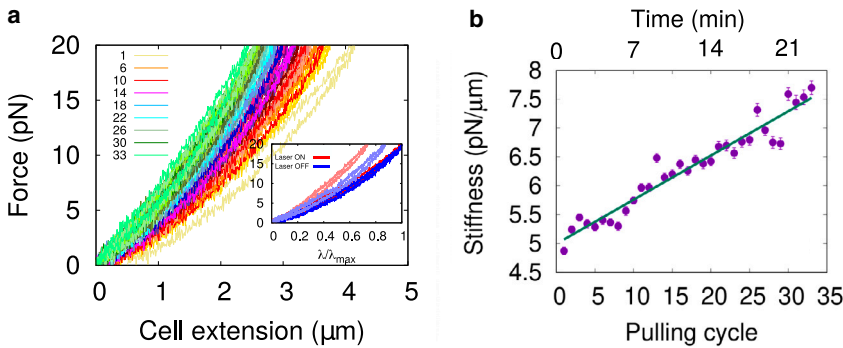 a
20
15
10
5
0
Force (pN)
1
6
10
14
18
22
26
30
33
Laser ON
Laser OFF
20
15
10
5
0
0 0.2 0.4 0.6 0.8 1
λ/λmax
0 1 2 3 4 5
Cell extension (μm)
b
Time (min)
0 7 14 21
Stiffness (pN/μm)
8
7.5
7
6.5
6
5.5
5
4.5
0 5 10 15 20 25 30 35
Pulling cycle